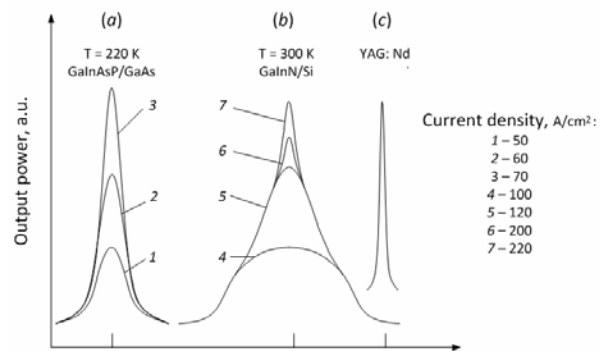 (a)
(b)
(c)
T = 220 K
GaInAsP/GaAs
T = 300 K
GaInN/Si
YAG: Nd
Output power, a.u.
3
2
1
7
6
5
4
Current density, A/cm²:
1 – 50
2 – 60
3 – 70
4 – 100
5 – 120
6 – 200
7 – 220